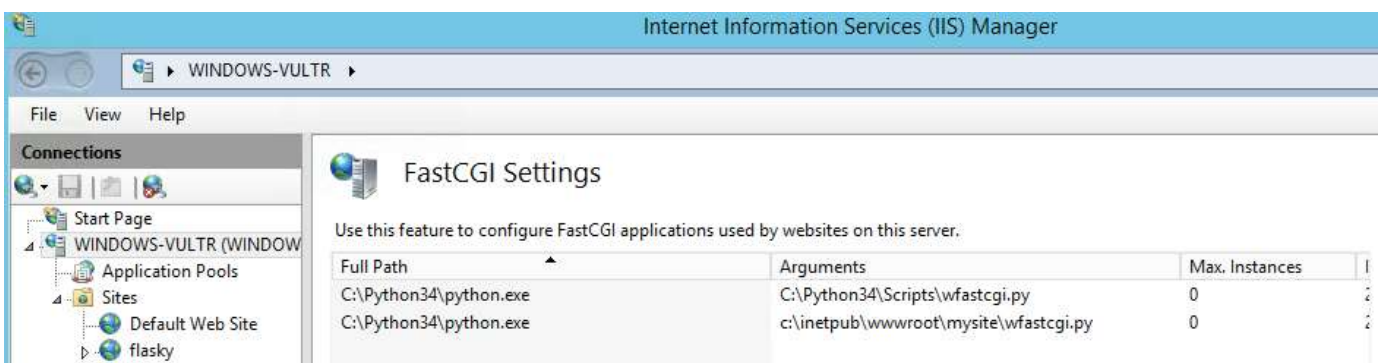 Internet Information Services (IIS) Manager
WINDOWS-VULTR
File View Help
Connections
Start Page
WINDOWS-VULTR (WINDOW
Application Pools
Sites
Default Web Site
flasky
FastCGI Settings
Use this feature to configure FastCGI applications used by websites on this server.
Full Path Arguments Max. Instances
C:\Python34\python.exe C:\Python34\Scripts\wfastcgi.py 0
C:\Python34\python.exe c:\inetpub\wwwroot\mysite\wfastcgi.py 0